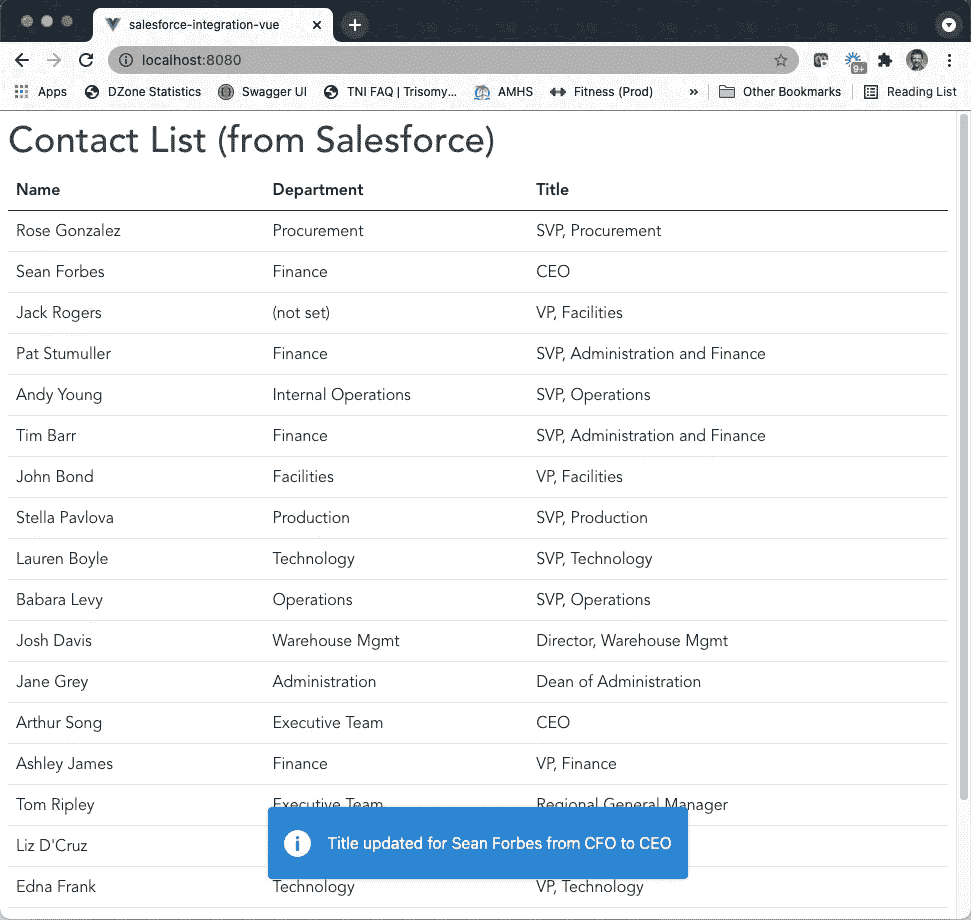 salesforce-integration-vue
localhost:8080
9+
Apps DZone Statistics Swagger UI TNI FAQ | Trisomy... AMHS Fitness (Prod) » Other Bookmarks Reading List
Contact List (from Salesforce)
Name Department Title
Rose Gonzalez Procurement SVP, Procurement
Sean Forbes Finance CEO
Jack Rogers (not set) VP, Facilities
Pat Stumuller Finance SVP, Administration and Finance
Andy Young Internal Operations SVP, Operations
Tim Barr Finance SVP, Administration and Finance
John Bond Facilities VP, Facilities
Stella Pavlova Production SVP, Production
Lauren Boyle Technology SVP, Technology
Babara Levy Operations SVP, Operations
Josh Davis Warehouse Mgmt Director, Warehouse Mgmt
Jane Grey Administration Dean of Administration
Arthur Song Executive Team CEO
Ashley James Finance VP, Finance
Tom Ripley Executive Team Regional General Manager
Liz D'Cruz
Title updated for Sean Forbes from CFO to CEO
Edna Frank Technology VP, Technology